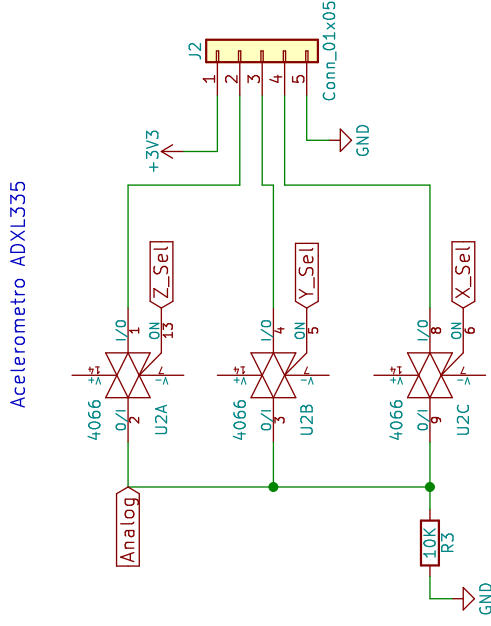 Acelerometro ADXL335
J2
Conn_01x05
1
2
3
4
5
+3V3
GND
Z_Sel
Y_Sel
X_Sel
I/O
1
ON
13
I/O
4
ON
5
I/O
8
ON
6
14
V+
7
V-
14
V+
7
V-
14
V+
7
V-
4066
O/I
2
U2A
4066
O/I
3
U2B
4066
O/I
9
U2C
Analog
10K
R3
GND